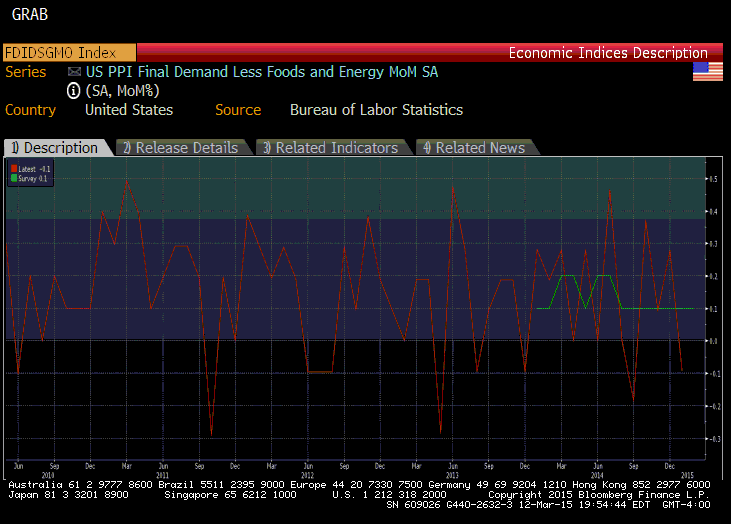 GRAB
FDIDSGMO Index Economic Indices Description
Series US PPI Final Demand Less Foods and Energy MoM SA
(SA, MoM%)
Country United States Source Bureau of Labor Statistics
1) Description 2) Release Details 3) Related Indicators 4) Related News
Latest -0.1
Survey 0.1
0.5
0.4
0.3
0.2
0.1
0.0
-0.1
-0.2
-0.3
Jun Sep Dec Mar Jun Sep Dec Mar Jun Sep Dec Mar Jun Sep Dec Mar Jun Sep Dec
2010 2011 2012 2013 2014 2015
Australia 61 2 9777 8600 Brazil 5511 2395 9000 Europe 44 20 7330 7500 Germany 49 69 9204 1210 Hong Kong 852 2977 6000
Japan 81 3 3201 8900 Singapore 65 6212 1000 U.S. 1 212 318 2000 Copyright 2015 Bloomberg Finance L.P.
SN 609026 G440-2632-3 12-Mar-15 19:54:44 EDT GMT-4:00